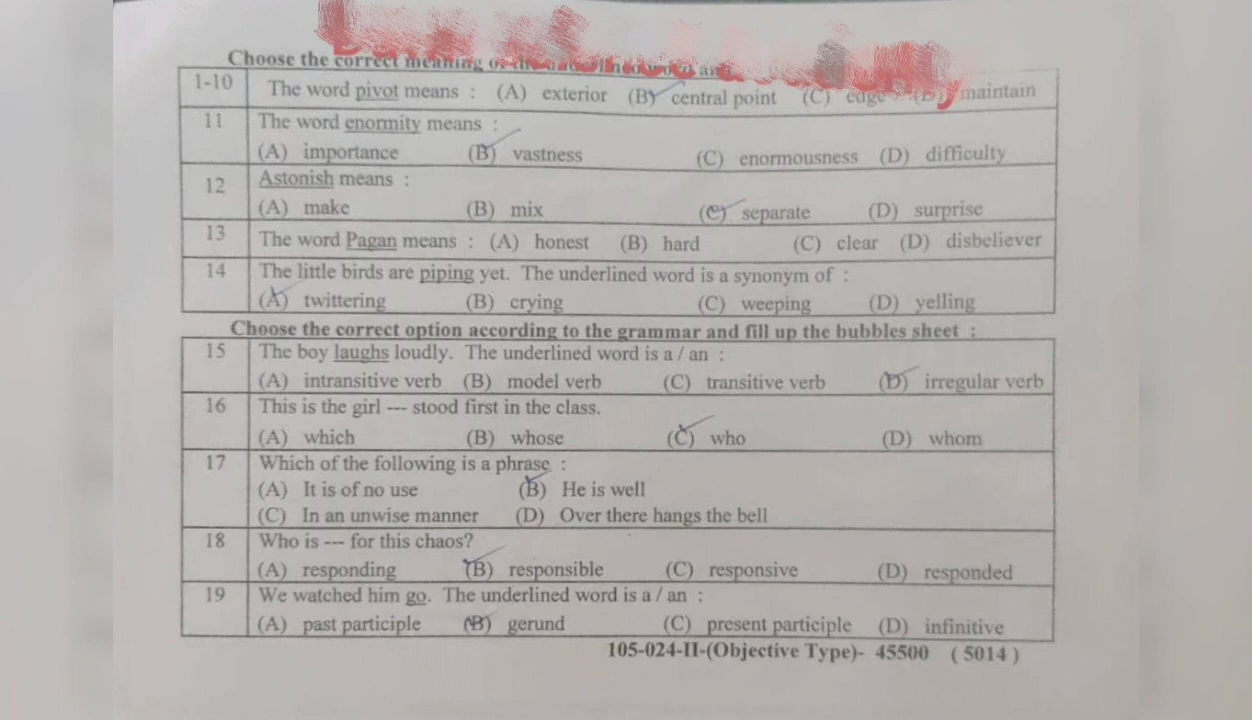 Choose the correct meaning of the underlined word and
1-10 The word pivot means : (A) exterior (B) central point (C) edge (D) maintain
11 The word enormity means :
(A) importance (B) vastness (C) enormousness (D) difficulty
12 Astonish means :
(A) make (B) mix (C) separate (D) surprise
13 The word Pagan means : (A) honest (B) hard (C) clear (D) disbeliever
14 The little birds are piping yet. The underlined word is a synonym of :
(A) twittering (B) crying (C) weeping (D) yelling
Choose the correct option according to the grammar and fill up the bubbles sheet :
15 The boy laughs loudly. The underlined word is a / an :
(A) intransitive verb (B) model verb (C) transitive verb (D) irregular verb
16 This is the girl --- stood first in the class.
(A) which (B) whose (C) who (D) whom
17 Which of the following is a phrase :
(A) It is of no use (B) He is well
(C) In an unwise manner (D) Over there hangs the bell
18 Who is --- for this chaos?
(A) responding (B) responsible (C) responsive (D) responded
19 We watched him go. The underlined word is a / an :
(A) past participle (B) gerund (C) present participle (D) infinitive
105-024-II-(Objective Type)- 45500 ( 5014 )